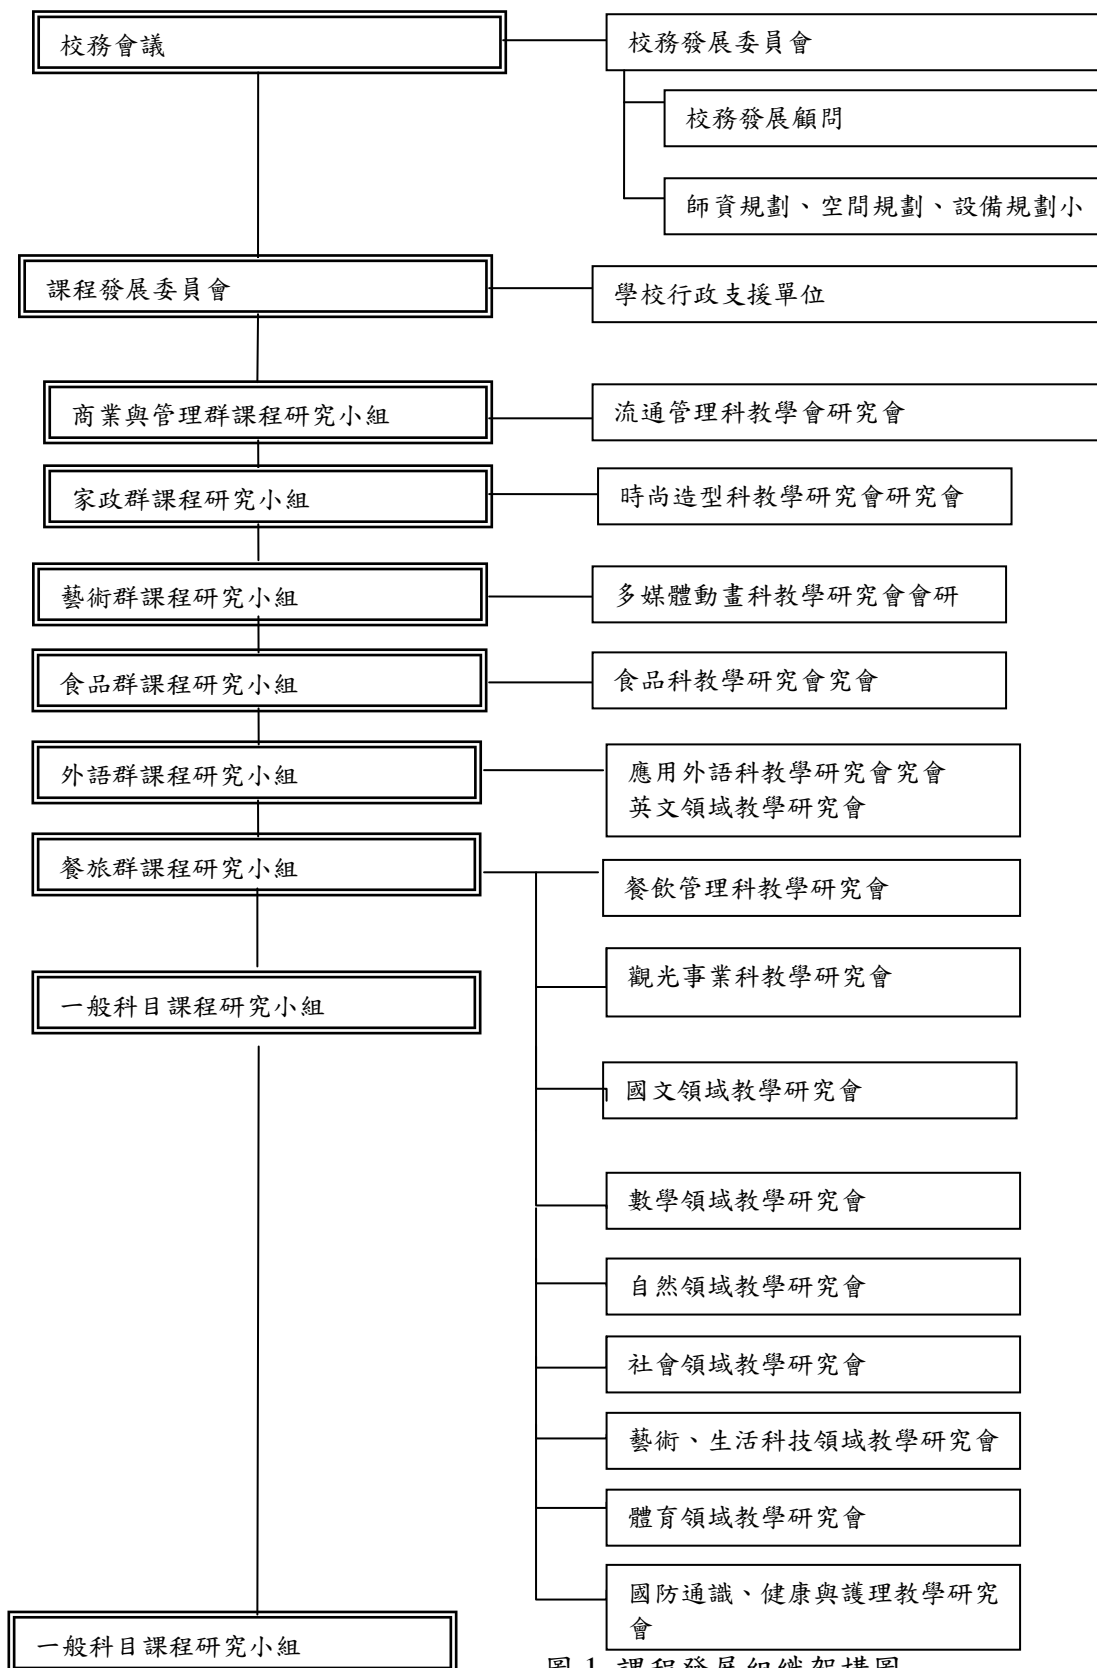 校務會議
校務發展委員會
校務發展顧問
師資規劃、空間規劃、設備規劃小
課程發展委員會
學校行政支援單位
商業與管理群課程研究小組
流通管理科教學會研究會
家政群課程研究小組
時尚造型科教學研究會研究會
藝術群課程研究小組
多媒體動畫科教學研究會會研
食品群課程研究小組
食品科教學研究會究會
外語群課程研究小組
應用外語科教學研究會究會
英文領域教學研究會
餐旅群課程研究小組
餐飲管理科教學研究會
觀光事業科教學研究會
一般科目課程研究小組
國文領域教學研究會
數學領域教學研究會
自然領域教學研究會
社會領域教學研究會
藝術、生活科技領域教學研究會
體育領域教學研究會
國防通識、健康與護理教學研究
會
一般科目課程研究小組
圖 1 課程發展組織架構圖